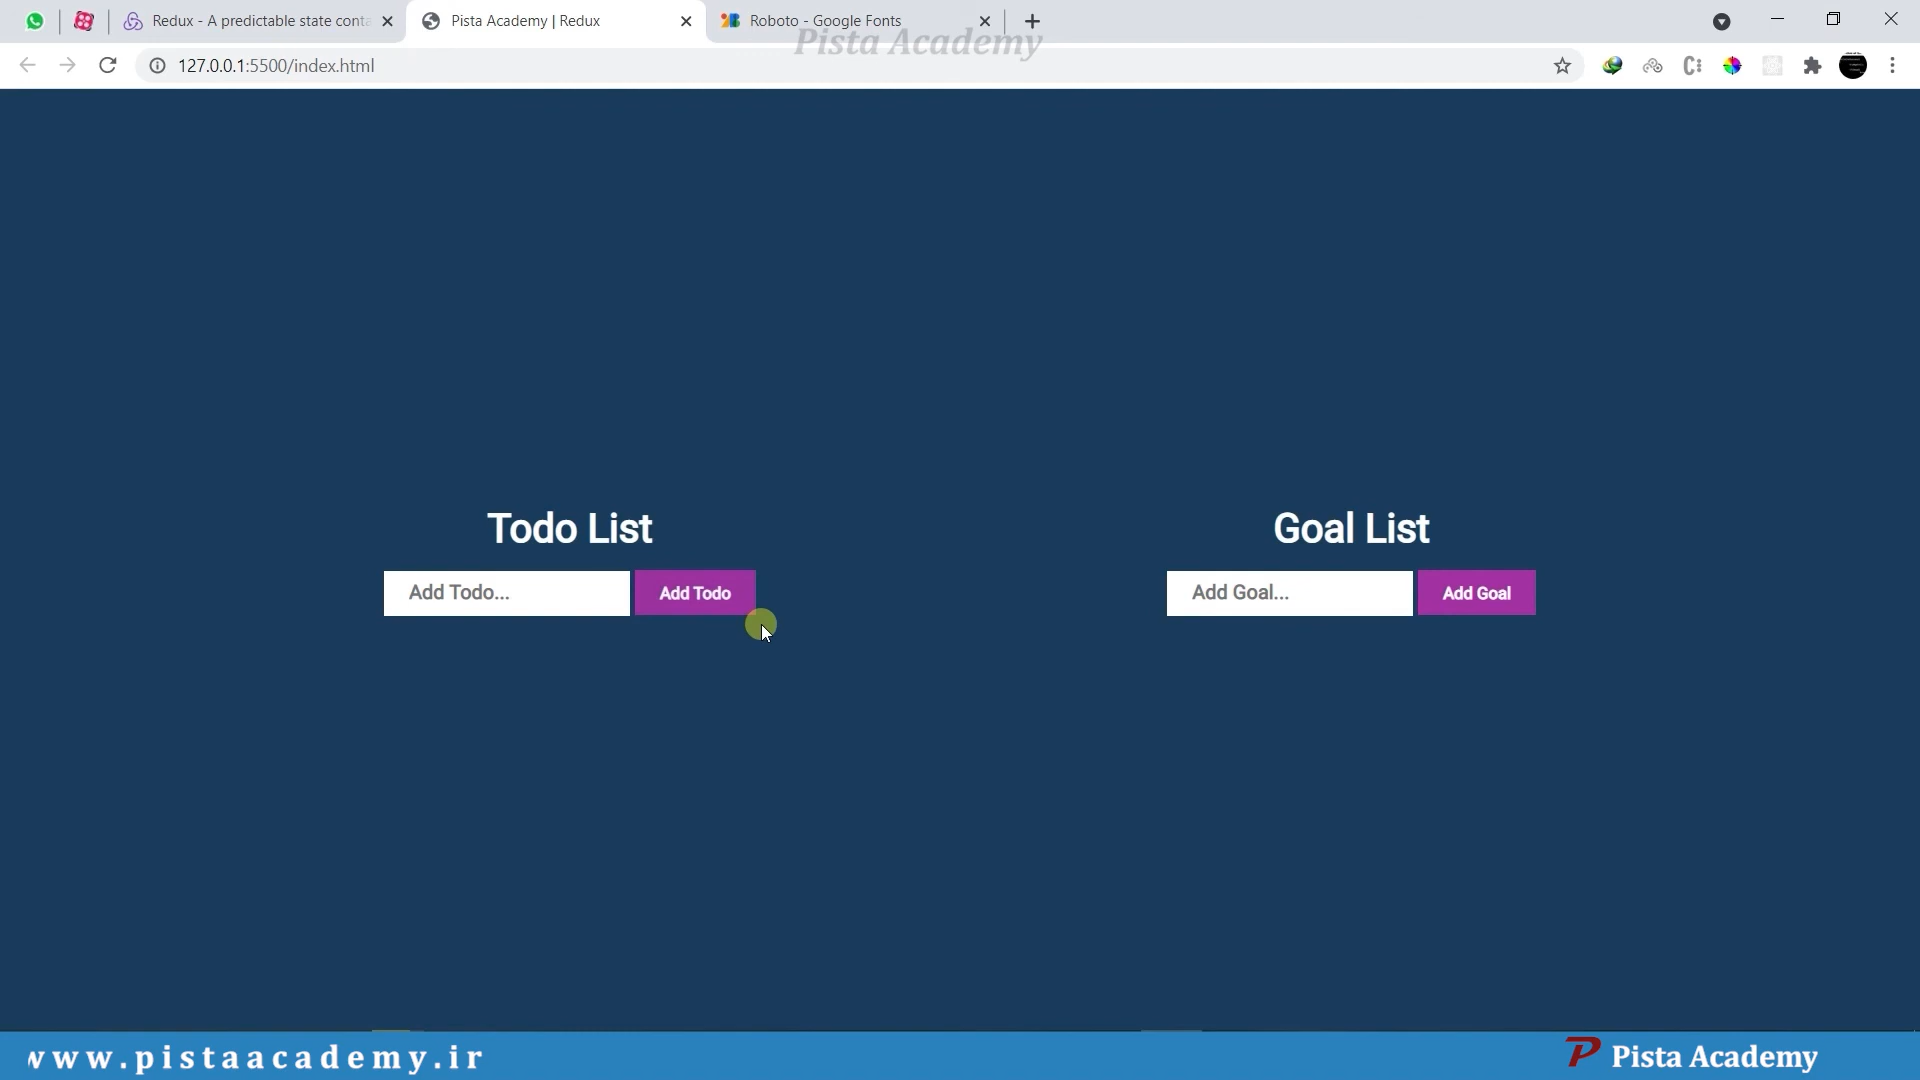 Redux - A predictable state conta
Pista Academy | Redux
Roboto - Google Fonts
Pista Academy
127.0.0.1:5500/index.html
Todo List
Goal List
Add Todo...
Add Todo
Add Goal...
Add Goal
www.pistaacademy.ir
Pista Academy